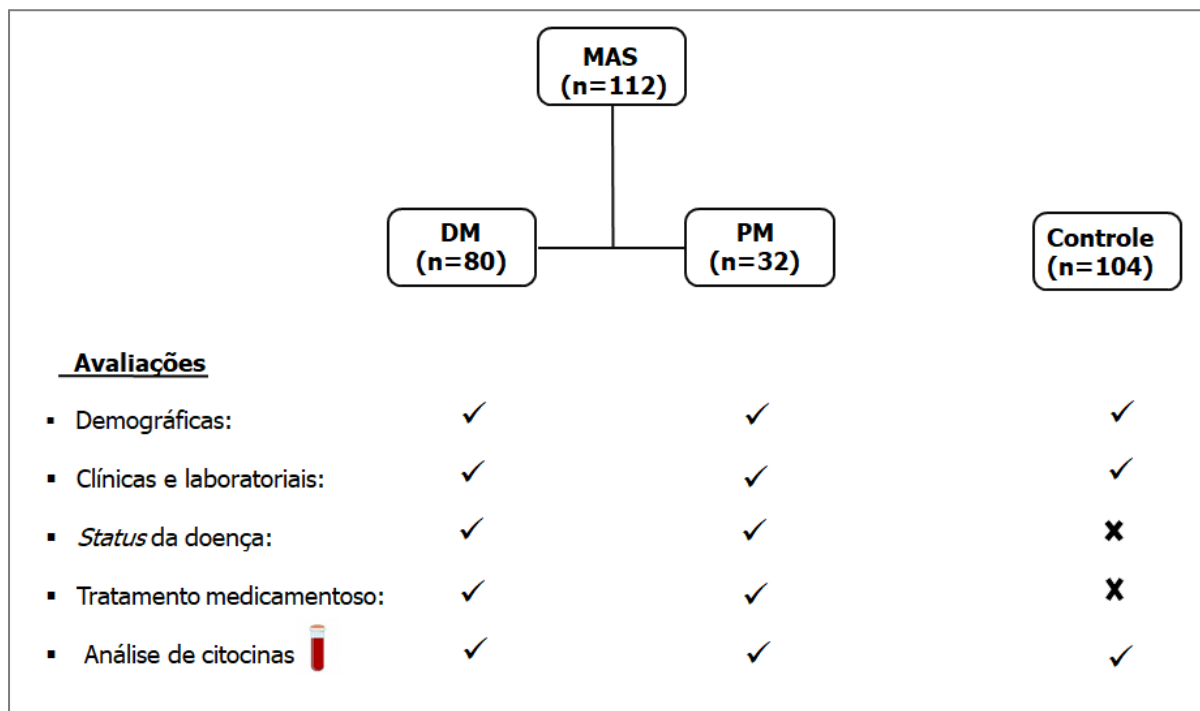 MAS
(n=112)
DM
(n=80)
PM
(n=32)
Controle
(n=104)
Avaliações
▪ Demográficas: ✓ ✓ ✓
▪ Clínicas e laboratoriais: ✓ ✓ ✓
▪ Status da doença: ✓ ✓ ✗
▪ Tratamento medicamentoso: ✓ ✓ ✗
▪ Análise de citocinas ✓ ✓ ✓